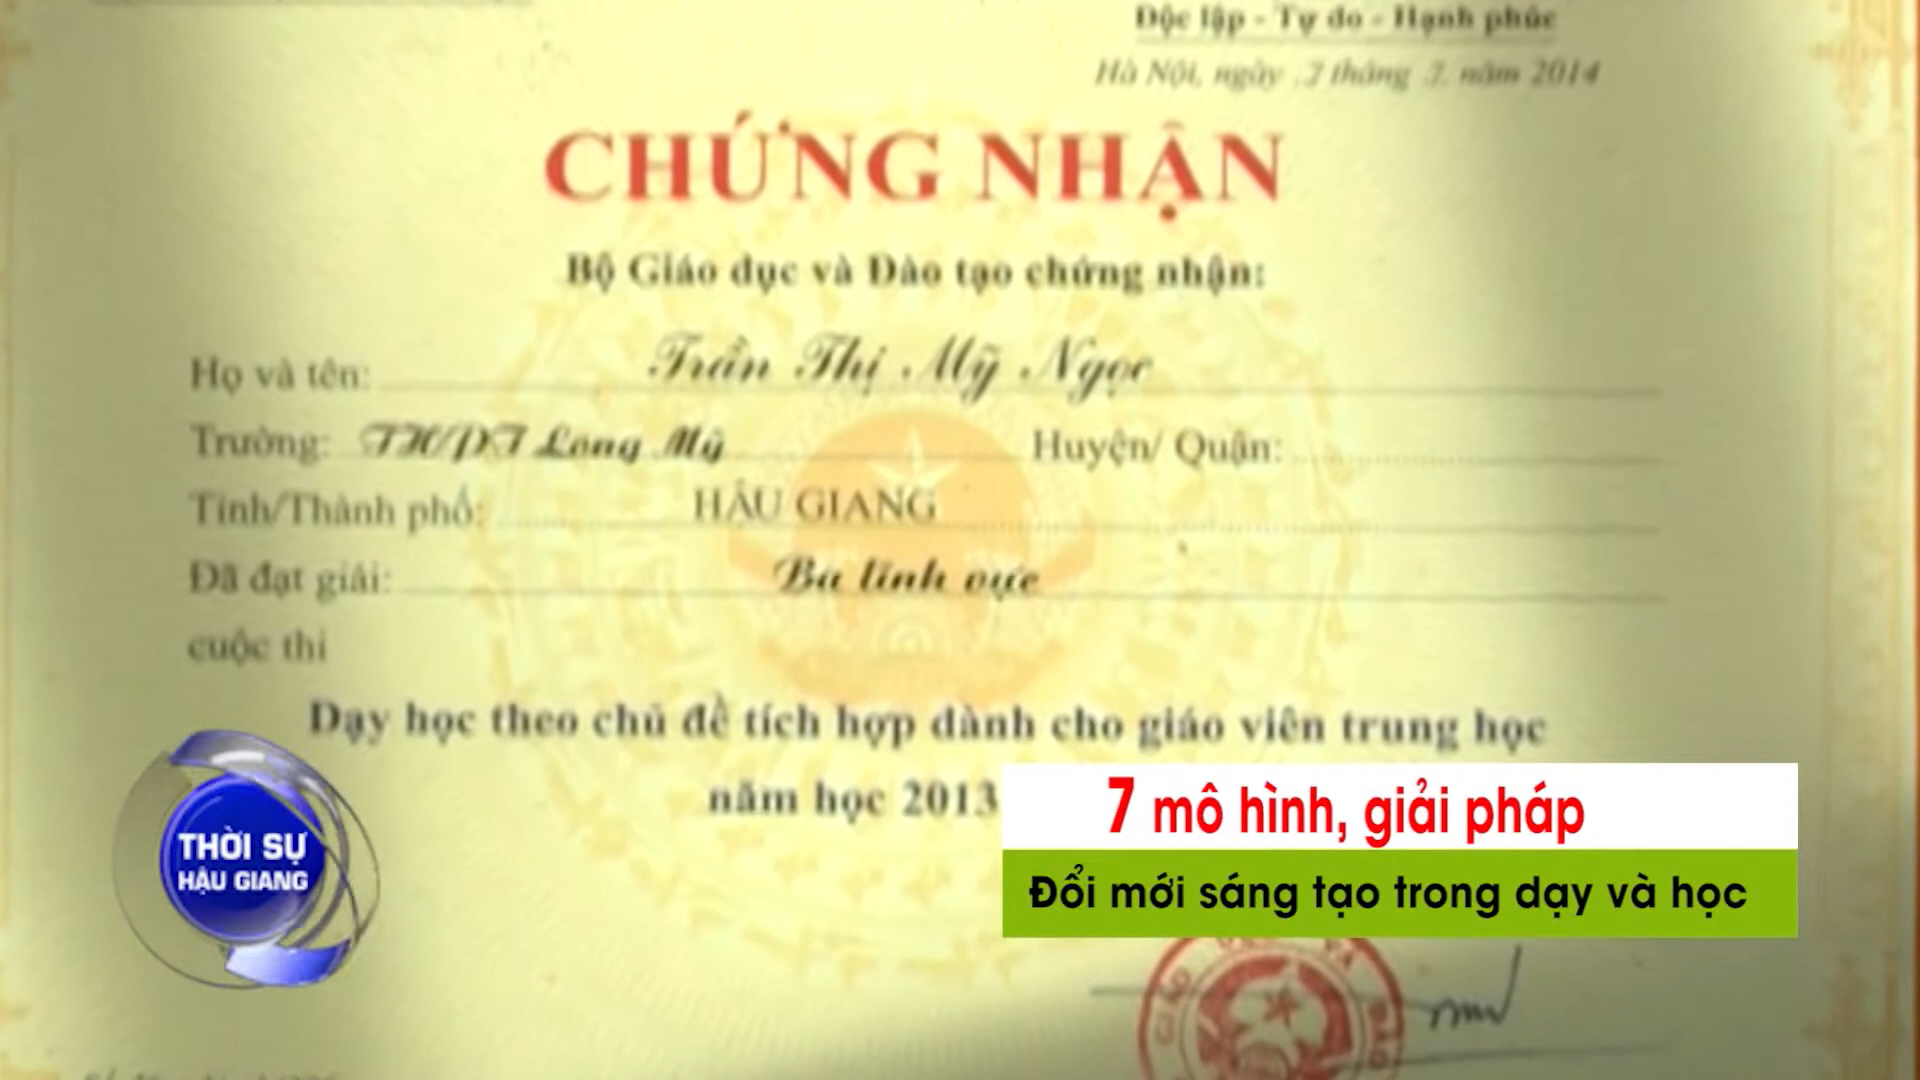 Độc lập - Tự do - Hạnh phúc
Hà Nội, ngày tháng năm 2014
CHỨNG NHẬN
Bộ Giáo dục và Đào tạo chứng nhận:
Họ và tên: Trần Thị Mỹ Ngọc
Trường: THPT Long Mỹ Huyện/ Quận:
Tỉnh/Thành phố: HẬU GIANG
Đã đạt giải: Ba lĩnh vực
cuộc thi
Dạy học theo chủ đề tích hợp dành cho giáo viên trung học
năm học 2013
7 mô hình, giải pháp
Đổi mới sáng tạo trong dạy và học
THỜI SỰ
HẬU GIANG